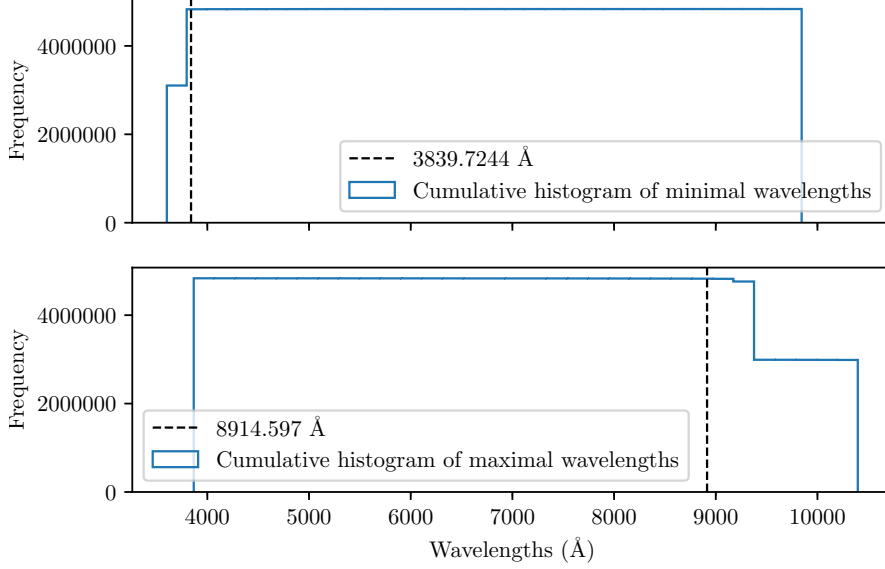 4000000
2000000
0
Frequency
3839.7244 Å
Cumulative histogram of minimal wavelengths
4000000
2000000
0
Frequency
8914.597 Å
Cumulative histogram of maximal wavelengths
4000 5000 6000 7000 8000 9000 10000
Wavelengths (Å)